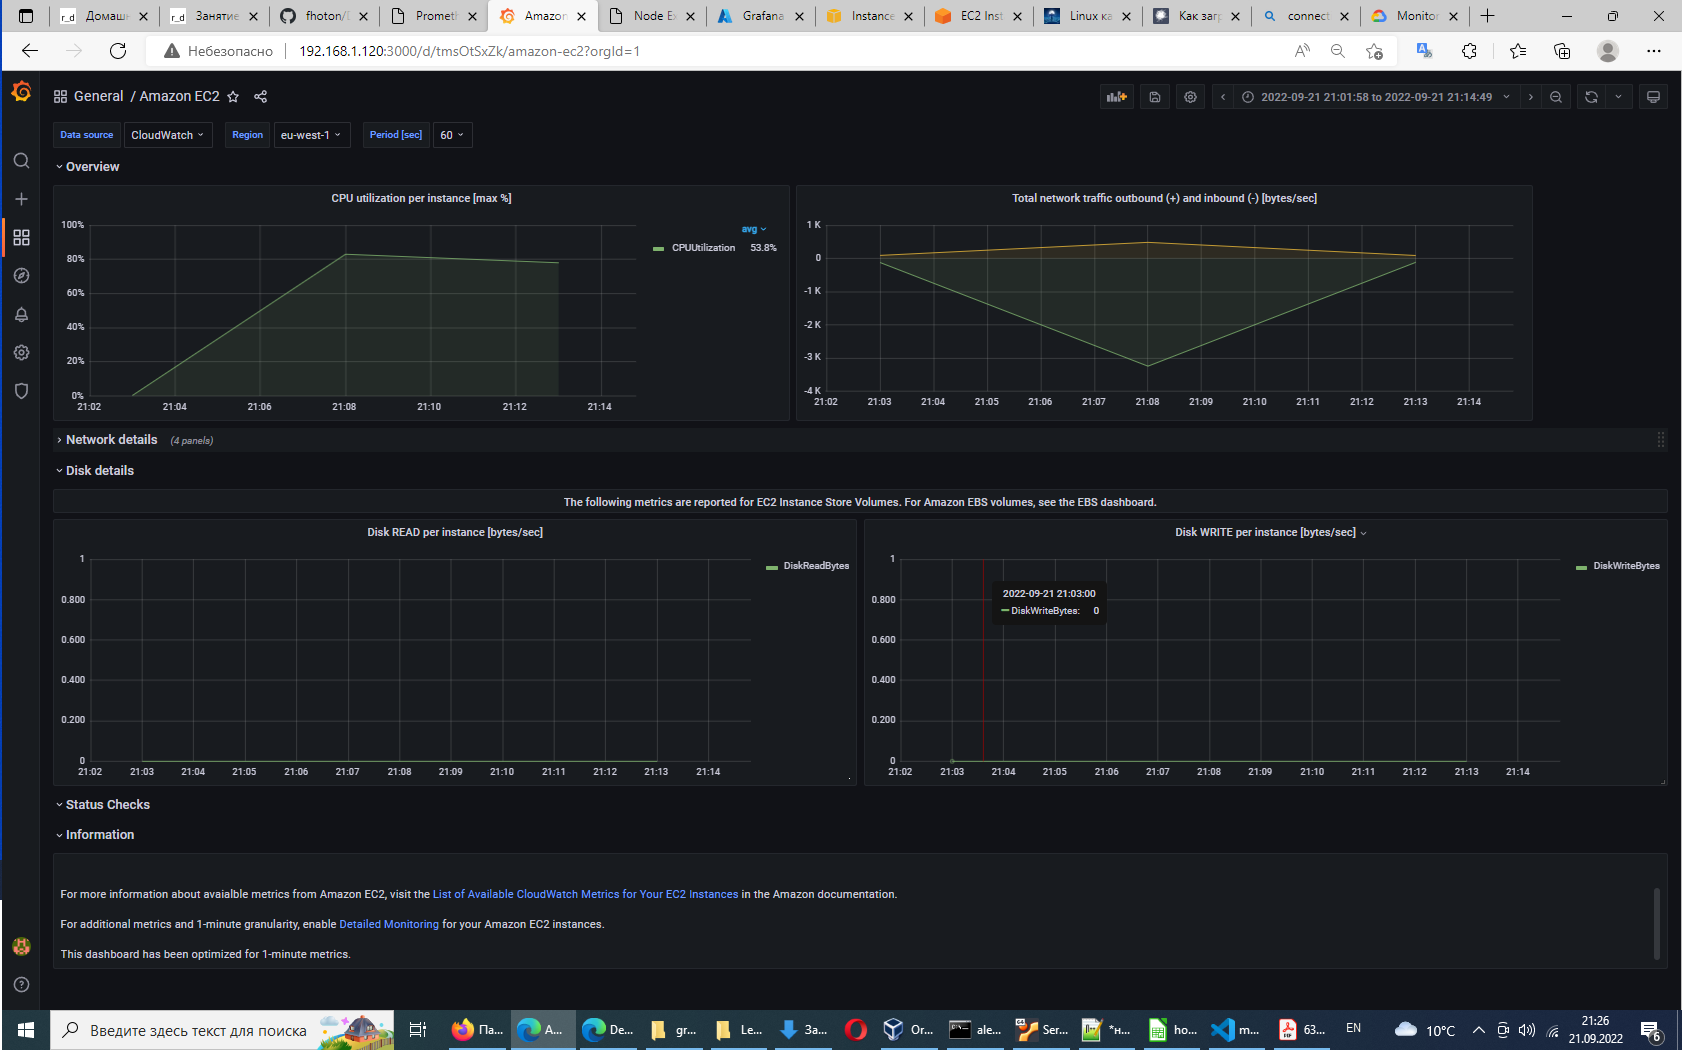 Домаш
Занятие
fhoton/
Prometh
Amazon
Node Ex
Grafana
Instance
EC2 Inst
Linux ка
Как загр
connect
Monitor
Небезопасно
192.168.1.120:3000/d/tmsOtSxZk/amazon-ec2?orgId=1
General / Amazon EC2
2022-09-21 21:01:58 to 2022-09-21 21:14:49
Data source CloudWatch Region eu-west-1 Period [sec] 60
Overview
CPU utilization per instance [max %]
100%
80%
60%
40%
20%
0%
21:02 21:04 21:06 21:08 21:10 21:12 21:14
avg
CPUUtilization 53.8%
Total network traffic outbound (+) and inbound (-) [bytes/sec]
1 K
0
-1 K
-2 K
-3 K
-4 K
21:02 21:03 21:04 21:05 21:06 21:07 21:08 21:09 21:10 21:11 21:12 21:13 21:14
Network details (4 panels)
Disk details
The following metrics are reported for EC2 Instance Store Volumes. For Amazon EBS volumes, see the EBS dashboard.
Disk READ per instance [bytes/sec]
1
0.800
0.600
0.400
0.200
0
21:02 21:03 21:04 21:05 21:06 21:07 21:08 21:09 21:10 21:11 21:12 21:13 21:14
DiskReadBytes
Disk WRITE per instance [bytes/sec]
1
0.800
0.600
0.400
0.200
0
21:02 21:03 21:04 21:05 21:06 21:07 21:08 21:09 21:10 21:11 21:12 21:13 21:14
2022-09-21 21:03:00
DiskWriteBytes: 0
DiskWriteBytes
Status Checks
Information
For more information about avaialble metrics from Amazon EC2, visit the List of Available CloudWatch Metrics for Your EC2 Instances in the Amazon documentation.
For additional metrics and 1-minute granularity, enable Detailed Monitoring for your Amazon EC2 instances.
This dashboard has been optimized for 1-minute metrics.
Введите здесь текст для поиска
Па...
A...
De...
gr...
Le...
За...
Or...
ale...
Ser...
*н...
ho...
m...
63...
EN
10°C
21:26
21.09.2022
6